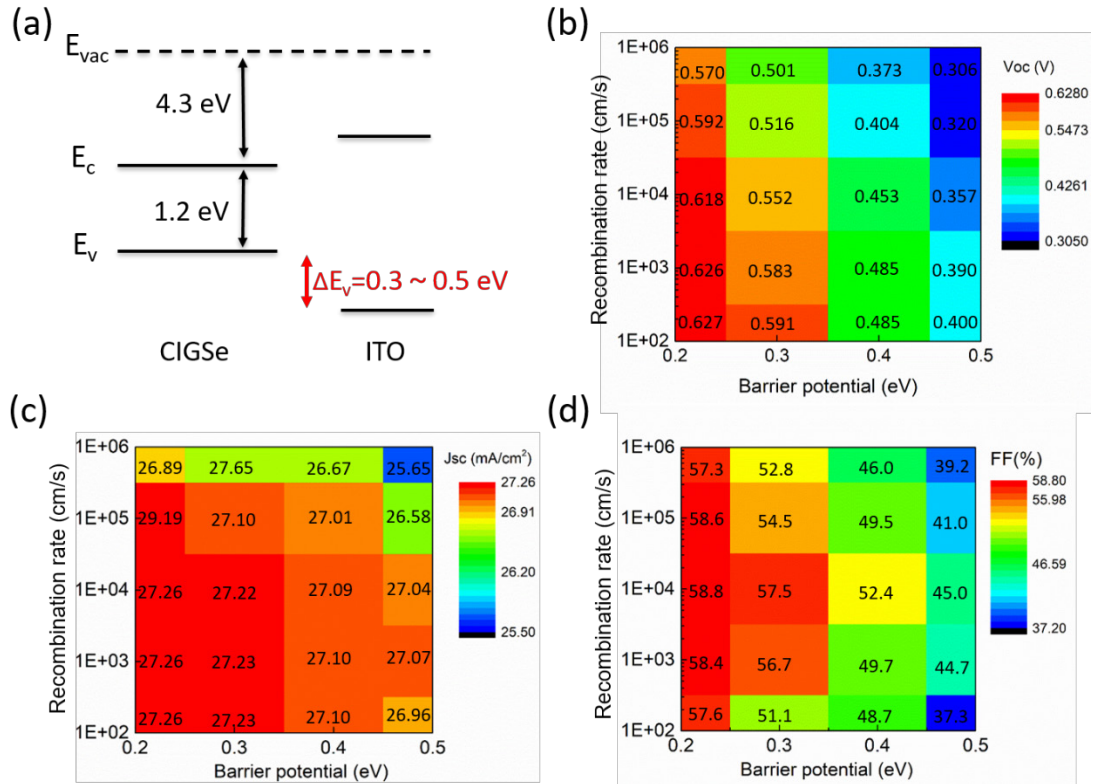 (a)
E_vac
4.3 eV
E_c
1.2 eV
E_v
ΔE_v=0.3 ~ 0.5 eV
CIGSe ITO
(b)
Recombination rate (cm/s)
1E+06
1E+05
1E+04
1E+03
1E+02
0.570 0.501 0.373 0.306
0.592 0.516 0.404 0.320
0.618 0.552 0.453 0.357
0.626 0.583 0.485 0.390
0.627 0.591 0.485 0.400
0.2 0.3 0.4 0.5
Barrier potential (eV)
Voc (V)
0.6280
0.5473
0.4261
0.3050
(c)
Recombination rate (cm/s)
1E+06
1E+05
1E+04
1E+03
1E+02
26.89 27.65 26.67 25.65
29.19 27.10 27.01 26.58
27.26 27.22 27.09 27.04
27.26 27.23 27.10 27.07
27.26 27.23 27.10 26.96
0.2 0.3 0.4 0.5
Barrier potential (eV)
Jsc (mA/cm²)
27.26
26.91
26.20
25.50
(d)
Recombination rate (cm/s)
1E+06
1E+05
1E+04
1E+03
1E+02
57.3 52.8 46.0 39.2
58.6 54.5 49.5 41.0
58.8 57.5 52.4 45.0
58.4 56.7 49.7 44.7
57.6 51.1 48.7 37.3
0.2 0.3 0.4 0.5
Barrier potential (eV)
FF(%)
58.80
55.98
46.59
37.20